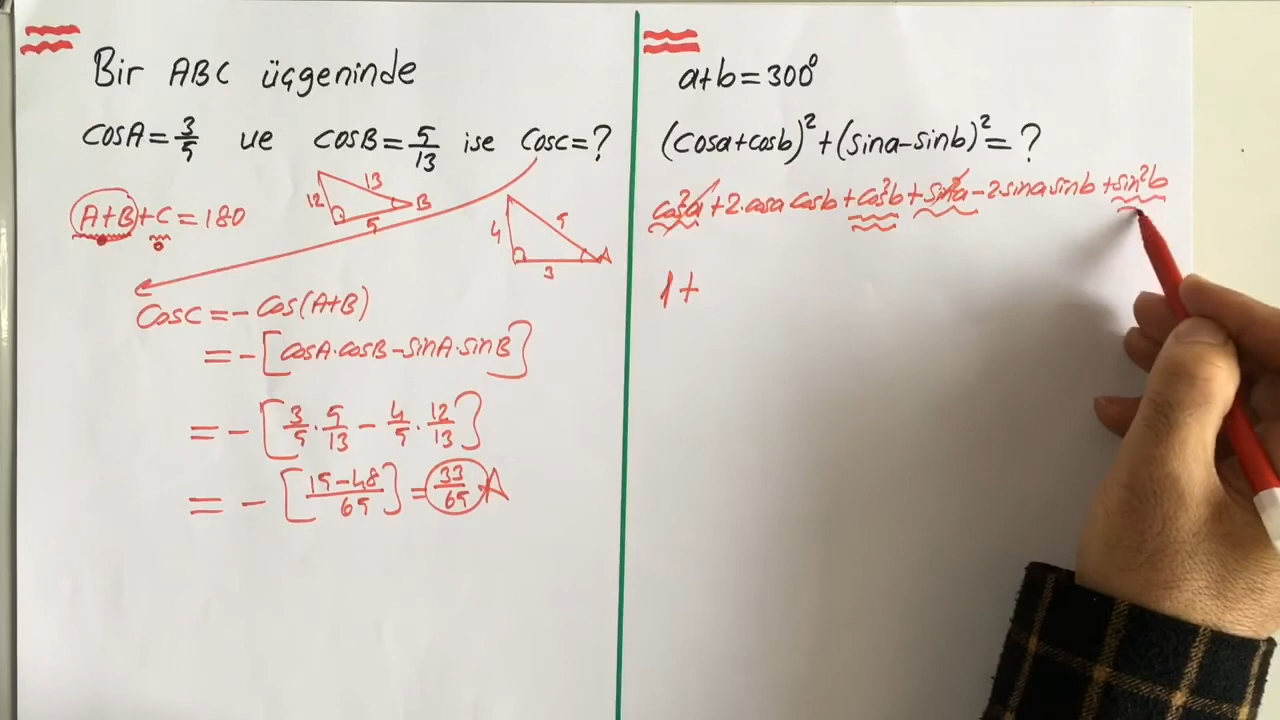 Bir ABC üçgeninde
cosA = 3/5 ve cosB = 5/13 ise cosC = ?
A+B+C = 180
12 13 5 B
4 5 3 A
CosC = - cos(A+B)
= - [cosA.cosB - sinA.sinB]
= - [3/5 . 5/13 - 4/5 . 12/13]
= - [15-48/65] = 33/65 A
a+b = 300°
(cosa+cosb)² + (sina-sinb)² = ?
cos²a + 2.cosa cosb + cos²b + sin²a - 2.sina sinb + sin²b
1 +